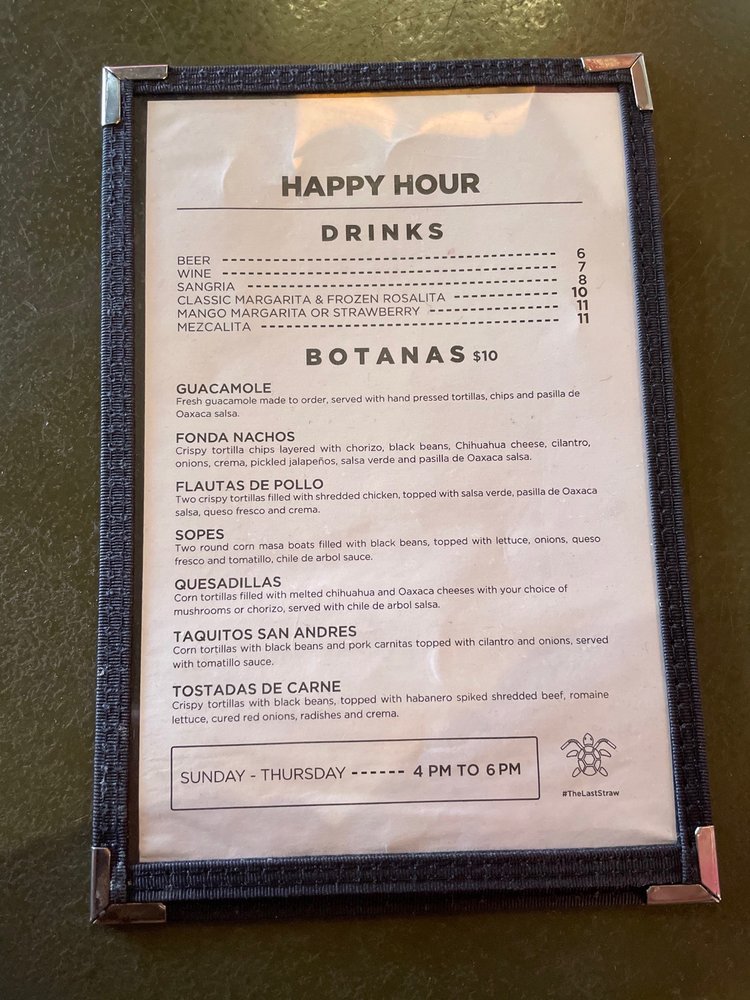 HAPPY HOUR
DRINKS
BEER ------------------------------ 6
WINE ------------------------------ 7
SANGRIA ------------------------------ 8
CLASSIC MARGARITA & FROZEN ROSALITA ------------ 10
MANGO MARGARITA OR STRAWBERRY --------------- 11
MEZCALITA ------------------------------ 11
BOTANAS $10
GUACAMOLE
Fresh guacamole made to order, served with hand pressed tortillas, chips and pasilla de
Oaxaca salsa.
FONDA NACHOS
Crispy tortilla chips layered with chorizo, black beans, Chihuahua cheese, cilantro,
onions, crema, pickled jalapeños, salsa verde and pasilla de Oaxaca salsa.
FLAUTAS DE POLLO
Two crispy tortillas filled with shredded chicken, topped with salsa verde, pasilla de Oaxaca
salsa, queso fresco and crema.
SOPES
Two round corn masa boats filled with black beans, topped with lettuce, onions, queso
fresco and tomatillo, chile de arbol sauce.
QUESADILLAS
Corn tortillas filled with melted chihuahua and Oaxaca cheeses with your choice of
mushrooms or chorizo, served with chile de arbol salsa.
TAQUITOS SAN ANDRES
Corn tortillas with black beans and pork carnitas topped with cilantro and onions, served
with tomatillo sauce.
TOSTADAS DE CARNE
Crispy tortillas with black beans, topped with habanero spiked shredded beef, romaine
lettuce, cured red onions, radishes and crema.
SUNDAY - THURSDAY ------ 4 PM TO 6 PM
#TheLastStraw